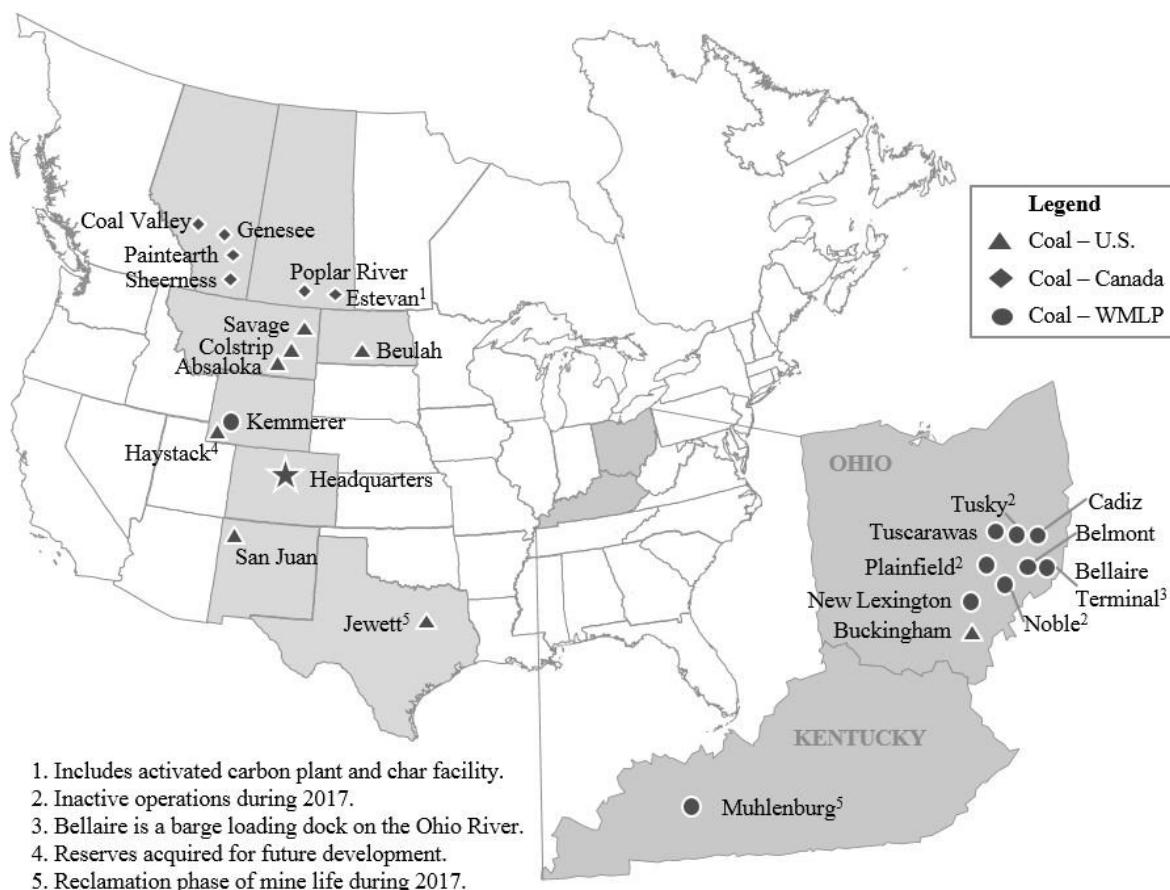 Coal Valley
Genesee
Paintearth
Sheerness
Poplar River
Estevan¹
Savage
Colstrip
Absaloka
Beulah
Kemmerer
Haystack⁴
Headquarters
San Juan
Jewett⁵
Legend
Coal – U.S.
Coal – Canada
Coal – WMLP
OHIO
Tusky²
Cadiz
Tuscarawas
Belmont
Plainfield²
Bellaire
Terminal³
New Lexington
Noble²
Buckingham
KENTUCKY
Muhlenburg⁵
1. Includes activated carbon plant and char facility.
2. Inactive operations during 2017.
3. Bellaire is a barge loading dock on the Ohio River.
4. Reserves acquired for future development.
5. Reclamation phase of mine life during 2017.